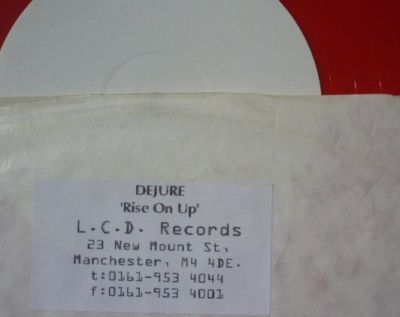 DEJURE
'Rise On Up'
L.C.D. Records
23 New Mount St,
Manchester, M4 4DE.
t:0161-953 4044
f:0161-953 4001